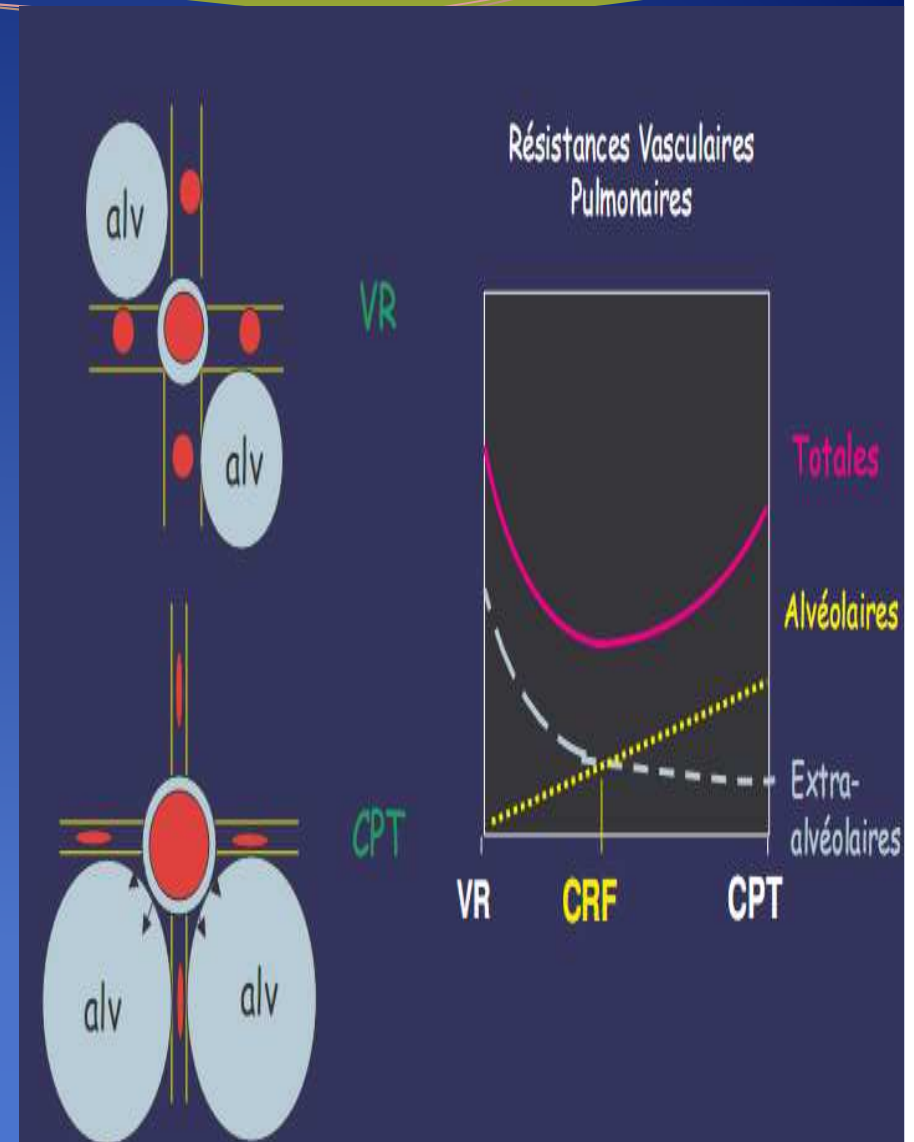 Résistances Vasculaires
Pulmonaires
alv
VR
alv
Totales
Alvéolaires
Extra-
alvéolaires
CPT
alv
alv
VR
CRF
CPT